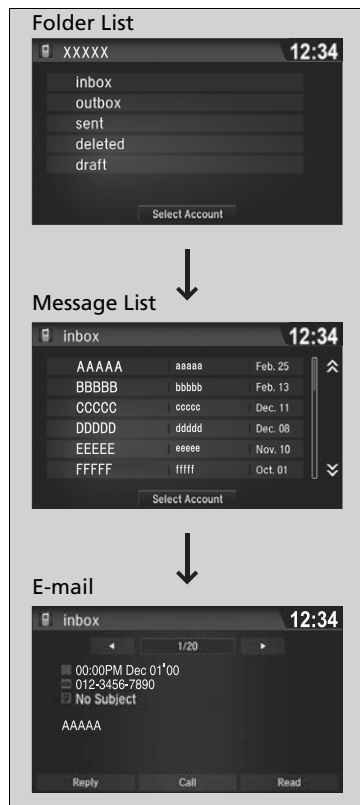 Folder List
XXXXX 12:34
inbox
outbox
sent
deleted
draft
Select Account
Message List
inbox 12:34
AAAAA aaaaa Feb. 25
BBBBB bbbbb Feb. 13
CCCCC ccccc Dec. 11
DDDDD ddddd Dec. 08
EEEEE eeeee Nov. 10
FFFFF fffff Oct. 01
Select Account
E-mail
inbox 12:34
1/20
00:00PM Dec 01'00
012-3456-7890
No Subject
AAAAA
Reply Call Read